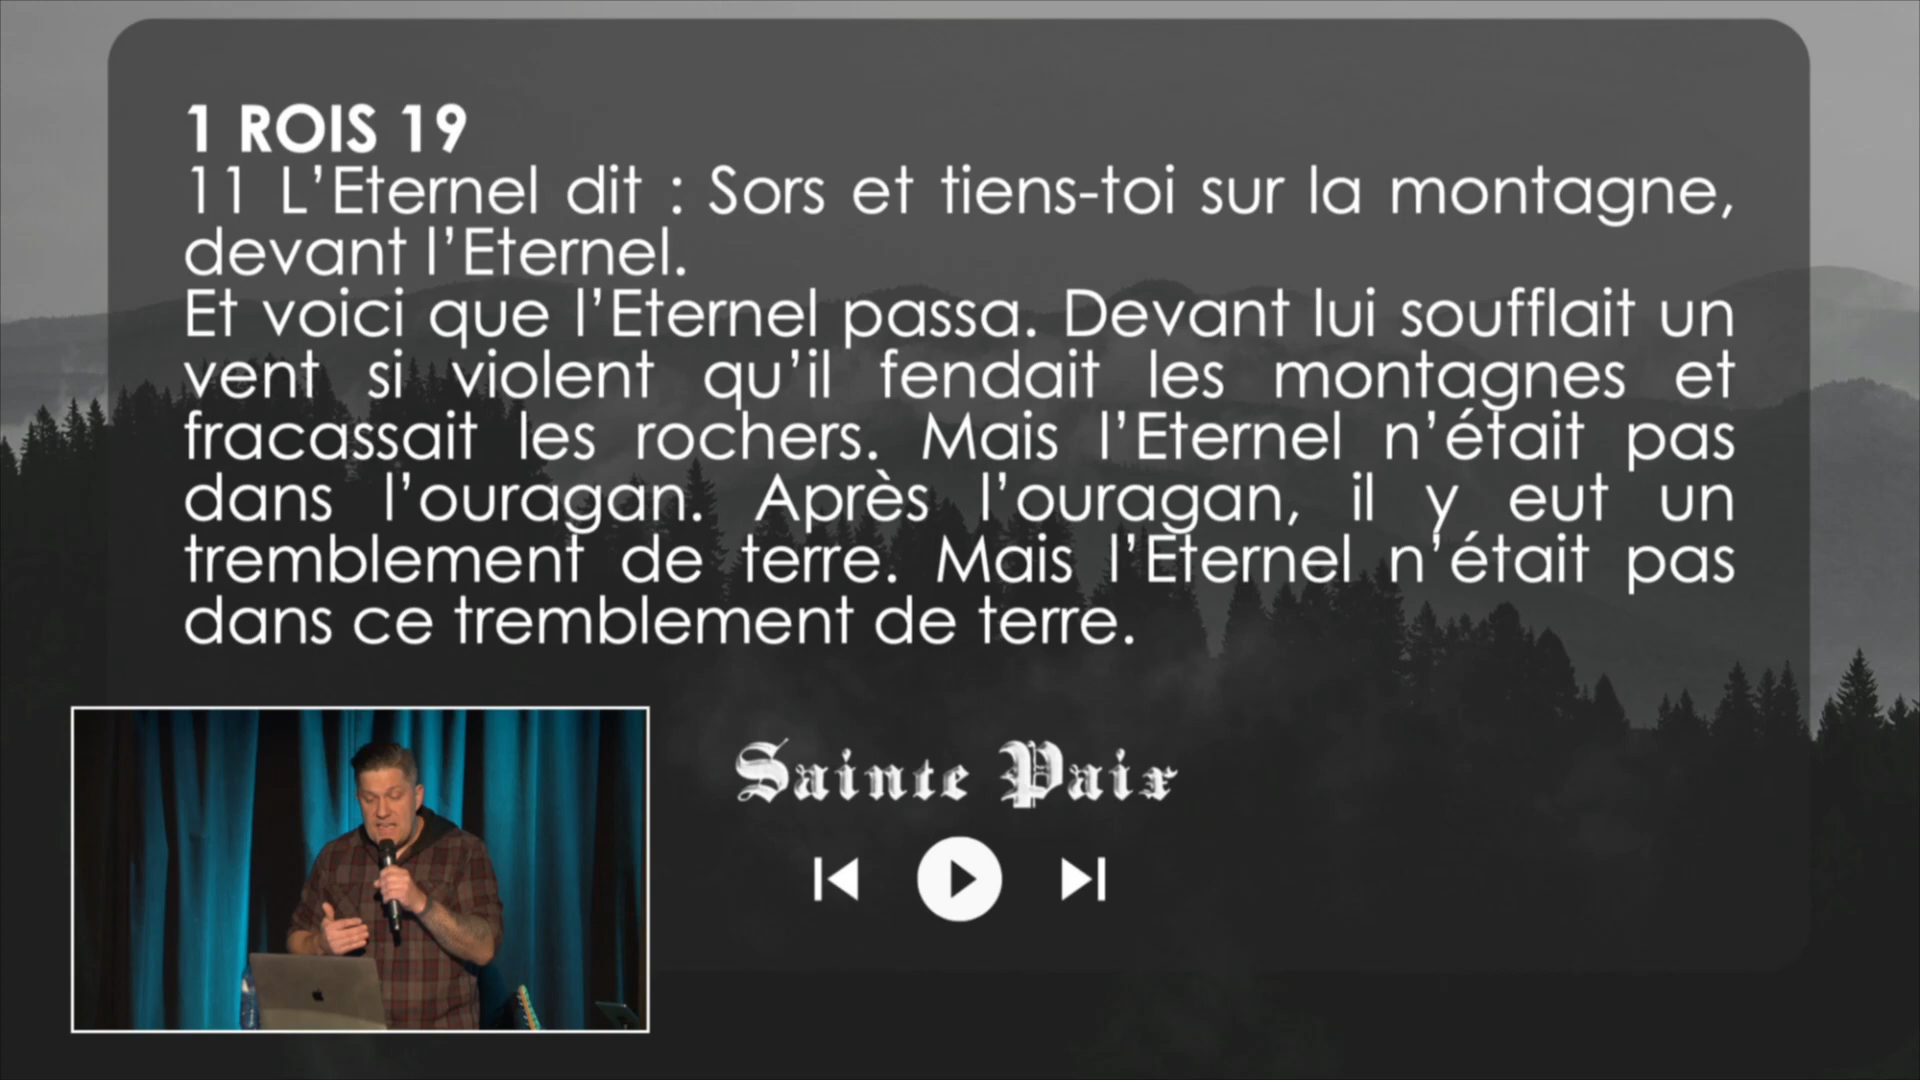 1 ROIS 19
11 L’Eternel dit : Sors et tiens-toi sur la montagne,
devant l’Eternel.
Et voici que l’Eternel passa. Devant lui soufflait un
vent si violent qu’il fendait les montagnes et
fracassait les rochers. Mais l’Eternel n’était pas
dans l’ouragan. Après l’ouragan, il y eut un
tremblement de terre. Mais l’Eternel n’était pas
dans ce tremblement de terre.
Sainte Paix